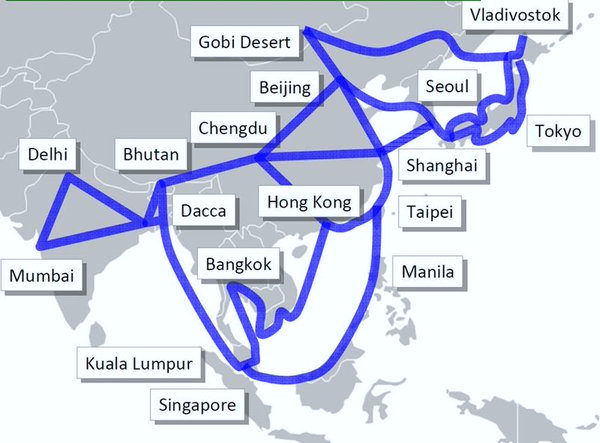 Vladivostok
Gobi Desert
Beijing
Seoul
Chengdu
Tokyo
Delhi
Bhutan
Shanghai
Dacca
Hong Kong
Taipei
Bangkok
Manila
Mumbai
Kuala Lumpur
Singapore